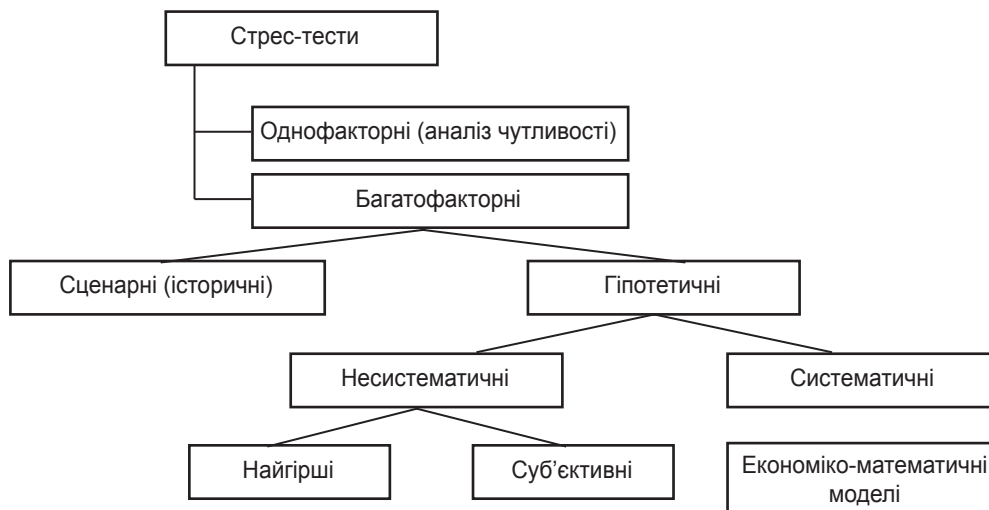 Стрес-тести
Однофакторні (аналіз чутливості)
Багатофакторні
Сценарні (історичні)
Гіпотетичні
Несистематичні
Систематичні
Найгірші
Суб’єктивні
Економіко-математичні
моделі